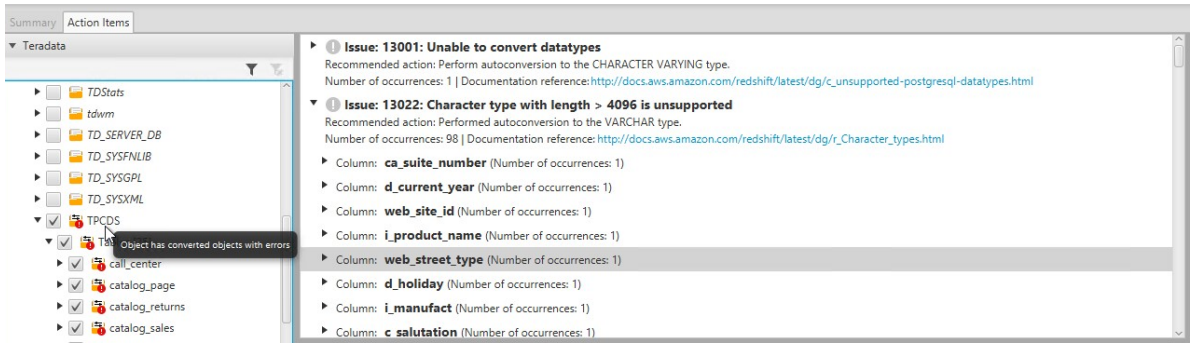 Summary Action Items
Teradata
TDStats
tdwm
TD_SERVER_DB
TD_SYSFNLIB
TD_SYSGPL
TD_SYSXML
TPCDS
Object has converted objects with errors
call_center
catalog_page
catalog_returns
catalog_sales
Issue: 13001: Unable to convert datatypes
Recommended action: Perform autoconversion to the CHARACTER VARYING type.
Number of occurrences: 1 | Documentation reference: http://docs.aws.amazon.com/redshift/latest/dg/c_unsupported-postgresql-datatypes.html
Issue: 13022: Character type with length > 4096 is unsupported
Recommended action: Performed autoconversion to the VARCHAR type.
Number of occurrences: 98 | Documentation reference: http://docs.aws.amazon.com/redshift/latest/dg/r_Character_types.html
Column: ca_suite_number (Number of occurrences: 1)
Column: d_current_year (Number of occurrences: 1)
Column: web_site_id (Number of occurrences: 1)
Column: i_product_name (Number of occurrences: 1)
Column: web_street_type (Number of occurrences: 1)
Column: d_holiday (Number of occurrences: 1)
Column: i_manufact (Number of occurrences: 1)
Column: c_salutation (Number of occurrences: 1)